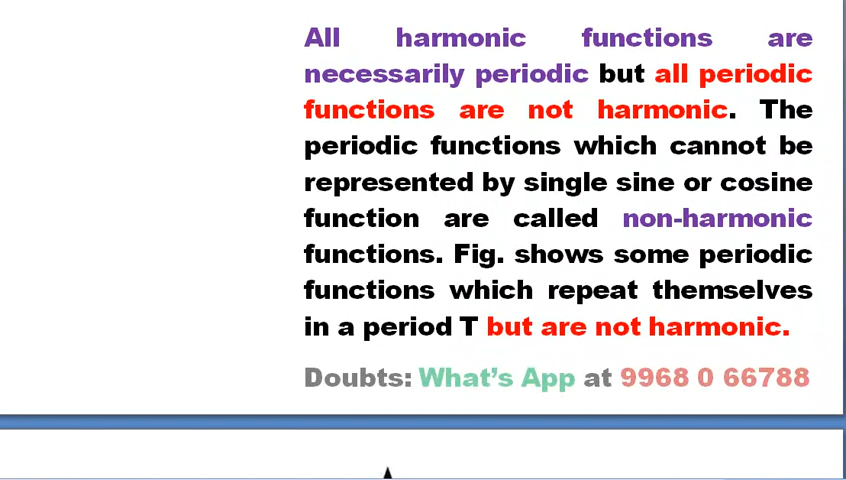 All harmonic functions are
necessarily periodic but all periodic
functions are not harmonic. The
periodic functions which cannot be
represented by single sine or cosine
function are called non-harmonic
functions. Fig. shows some periodic
functions which repeat themselves
in a period T but are not harmonic.
Doubts: What’s App at 9968 0 66788